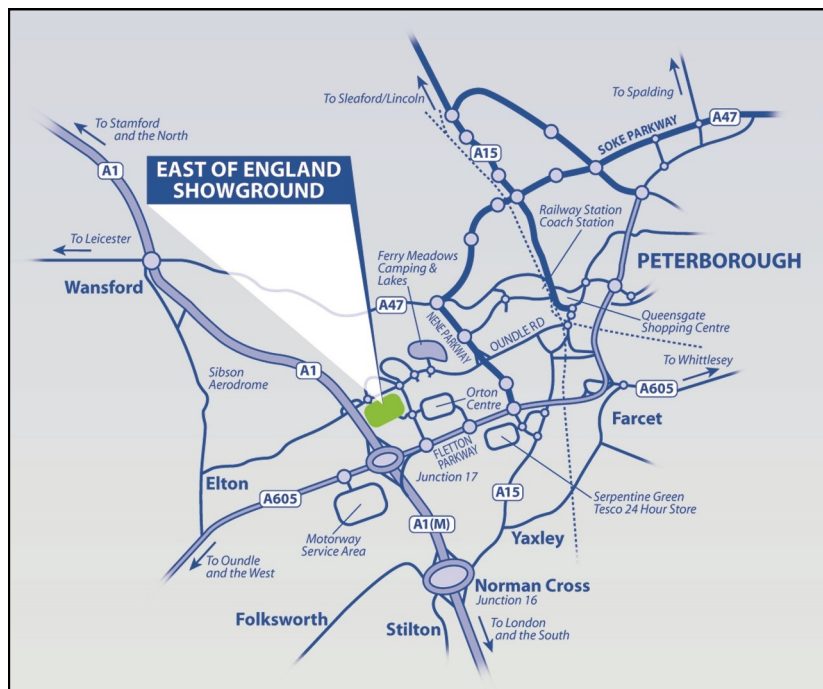 To Sleaford/Lincoln
To Spalding
A47
SOKE PARKWAY
To Stamford
and the North
A1
A15
EAST OF ENGLAND
SHOWGROUND
Railway Station
Coach Station
To Leicester
Wansford
Ferry Meadows
Camping &
Lakes
PETERBOROUGH
A47
NENE PARKWAY
OUNDLE RD
Queensgate
Shopping Centre
To Whittlesey
A605
Sibson
Aerodrome
A1
Orton
Centre
Farcet
FLETTON
PARKWAY
Elton
Junction 17
A605
A15
Serpentine Green
Tesco 24 Hour Store
Motorway
Service Area
A1(M)
Yaxley
To Oundle
and the West
Norman Cross
Junction 16
Folksworth
Stilton
To London
and the South